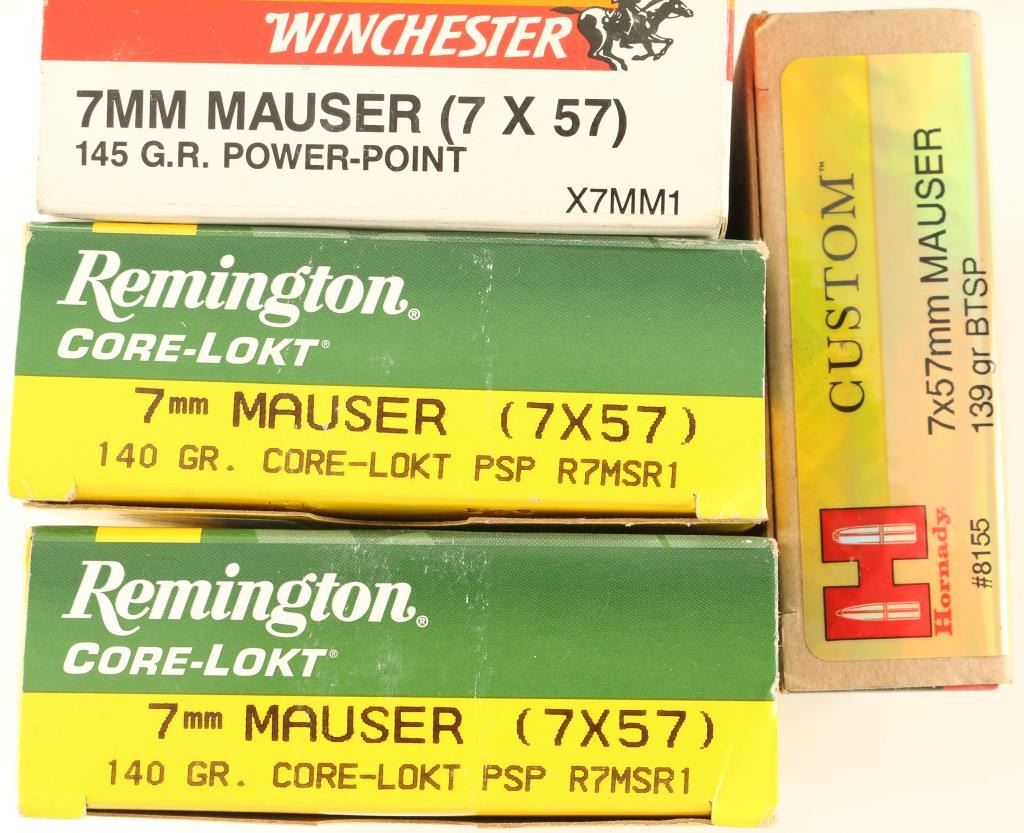 WINCHESTER
7MM MAUSER (7 X 57)
145 G.R. POWER-POINT
X7MM1
Remington®
CORE-LOKT®
7mm MAUSER (7X57)
140 GR. CORE-LOKT PSP R7MSR1
Remington®
CORE-LOKT®
7mm MAUSER (7X57)
140 GR. CORE-LOKT PSP R7MSR1
CUSTOM™
7x57mm MAUSER
139 gr BTSP
H
Hornady®
#8155